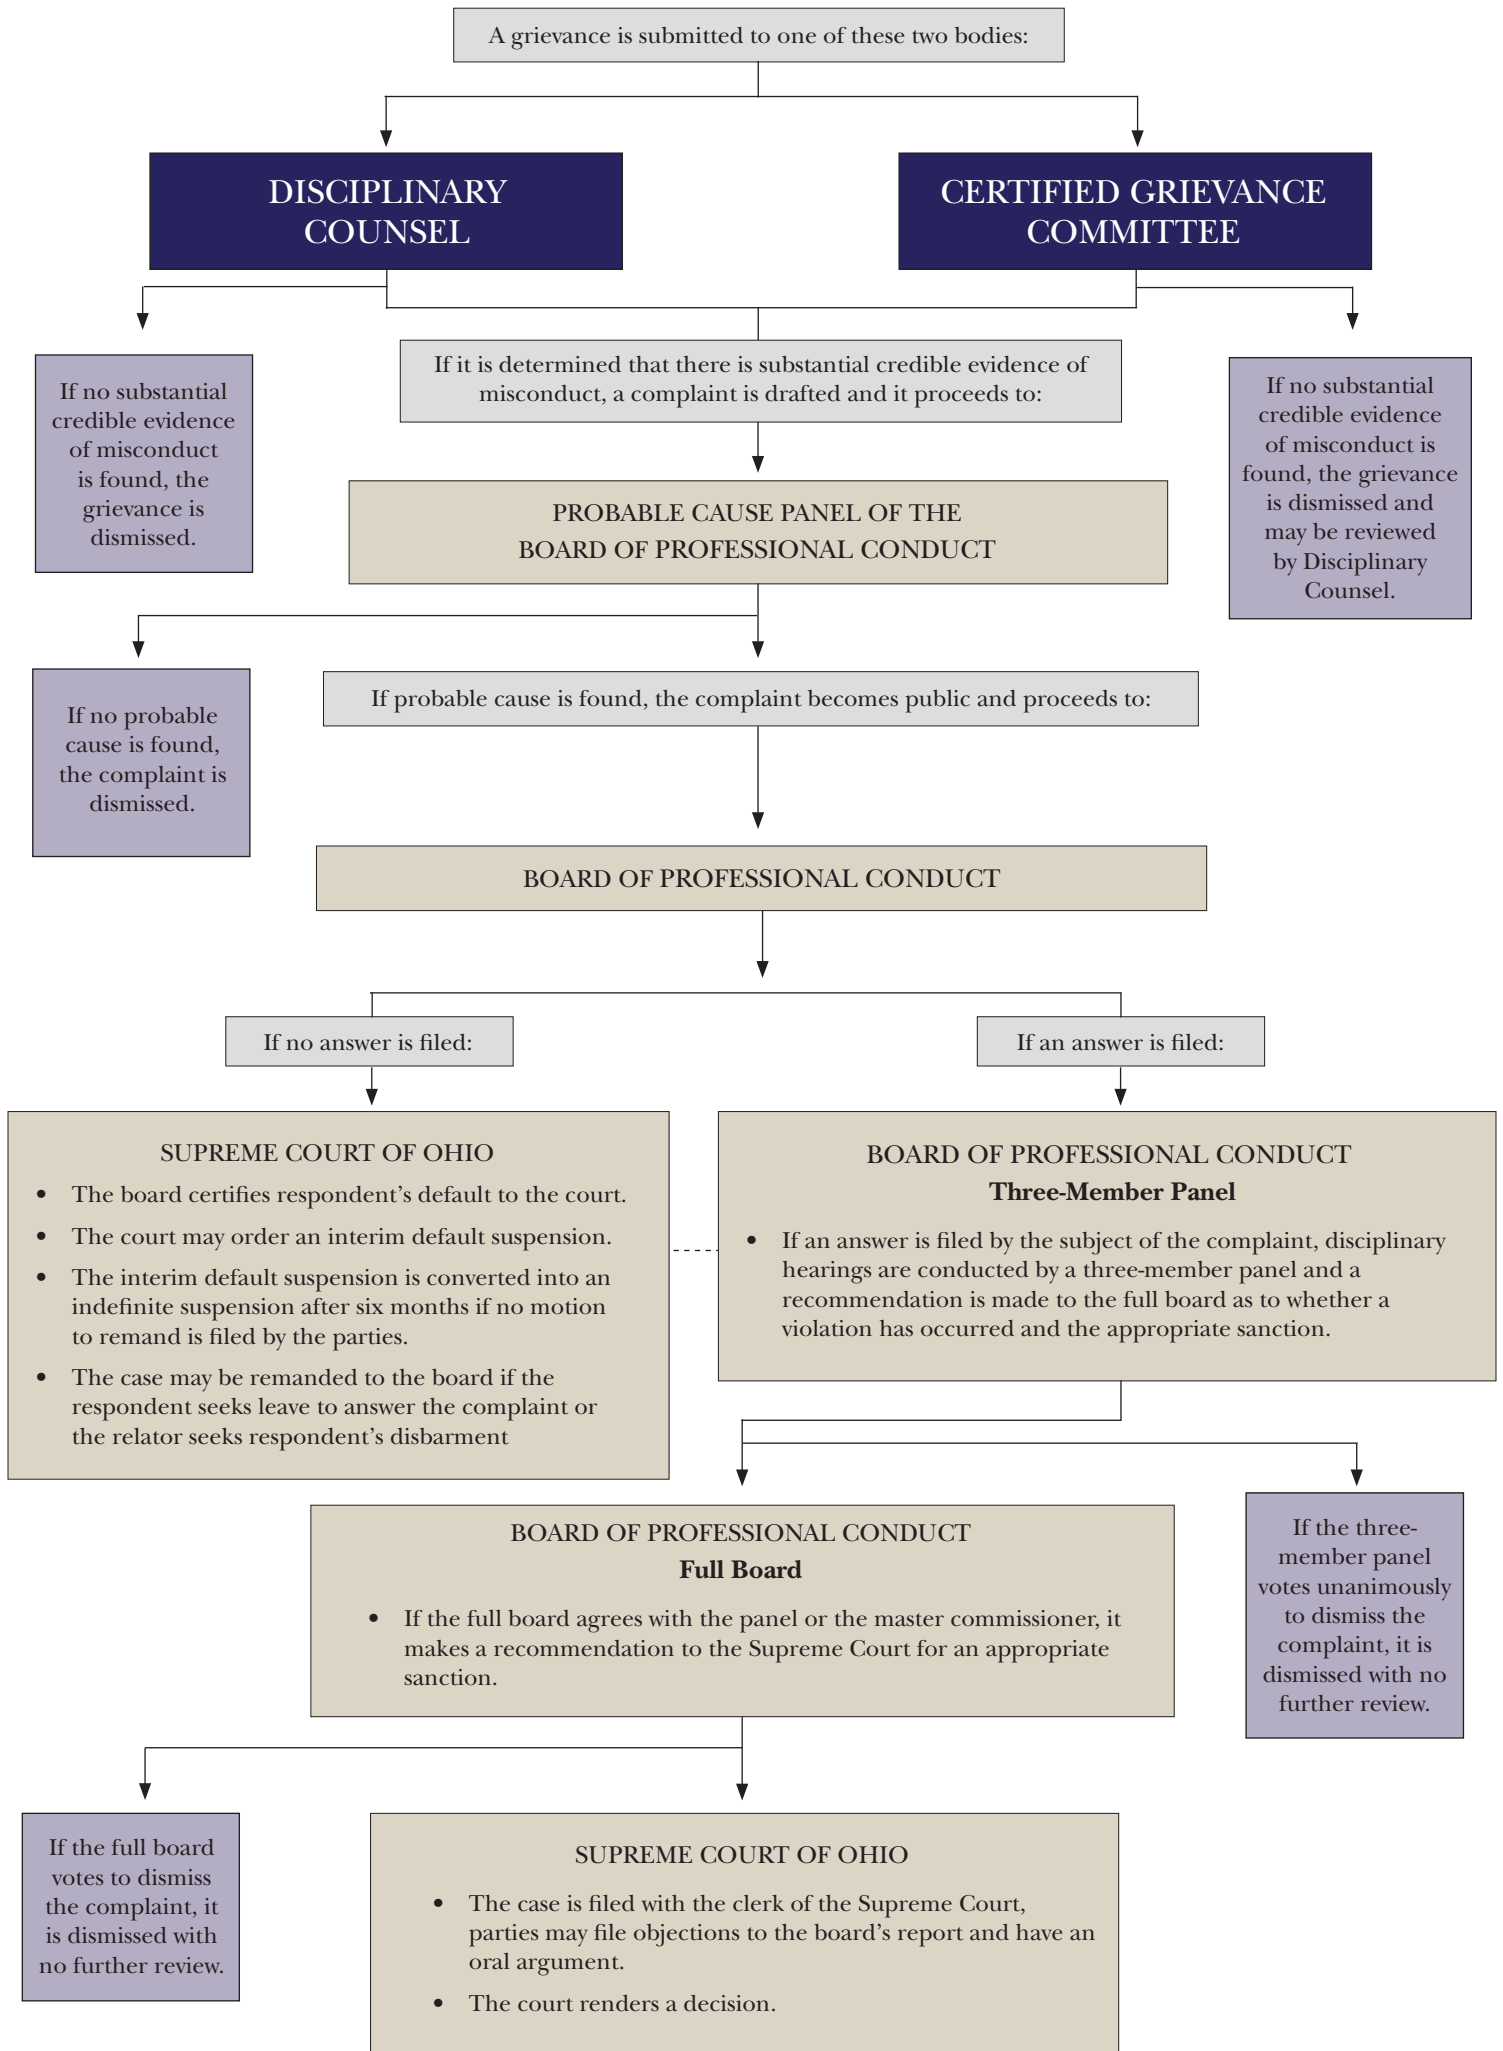 A grievance is submitted to one of these two bodies:
DISCIPLINARY
COUNSEL
CERTIFIED GRIEVANCE
COMMITTEE
If no substantial
credible evidence
of misconduct
is found, the
grievance is
dismissed.
If it is determined that there is substantial credible evidence of
misconduct, a complaint is drafted and it proceeds to:
If no substantial
credible evidence
of misconduct is
found, the grievance
is dismissed and
may be reviewed
by Disciplinary
Counsel.
PROBABLE CAUSE PANEL OF THE
BOARD OF PROFESSIONAL CONDUCT
If no probable
cause is found,
the complaint is
dismissed.
If probable cause is found, the complaint becomes public and proceeds to:
BOARD OF PROFESSIONAL CONDUCT
If no answer is filed:
If an answer is filed:
SUPREME COURT OF OHIO
• The board certifies respondent’s default to the court.
• The court may order an interim default suspension.
• The interim default suspension is converted into an
indefinite suspension after six months if no motion
to remand is filed by the parties.
• The case may be remanded to the board if the
respondent seeks leave to answer the complaint or
the relator seeks respondent’s disbarment
BOARD OF PROFESSIONAL CONDUCT
Three-Member Panel
• If an answer is filed by the subject of the complaint, disciplinary
hearings are conducted by a three-member panel and a
recommendation is made to the full board as to whether a
violation has occurred and the appropriate sanction.
BOARD OF PROFESSIONAL CONDUCT
Full Board
• If the full board agrees with the panel or the master commissioner, it
makes a recommendation to the Supreme Court for an appropriate
sanction.
If the three-
member panel
votes unanimously
to dismiss the
complaint, it is
dismissed with no
further review.
If the full board
votes to dismiss
the complaint, it
is dismissed with
no further review.
SUPREME COURT OF OHIO
• The case is filed with the clerk of the Supreme Court,
parties may file objections to the board’s report and have an
oral argument.
• The court renders a decision.